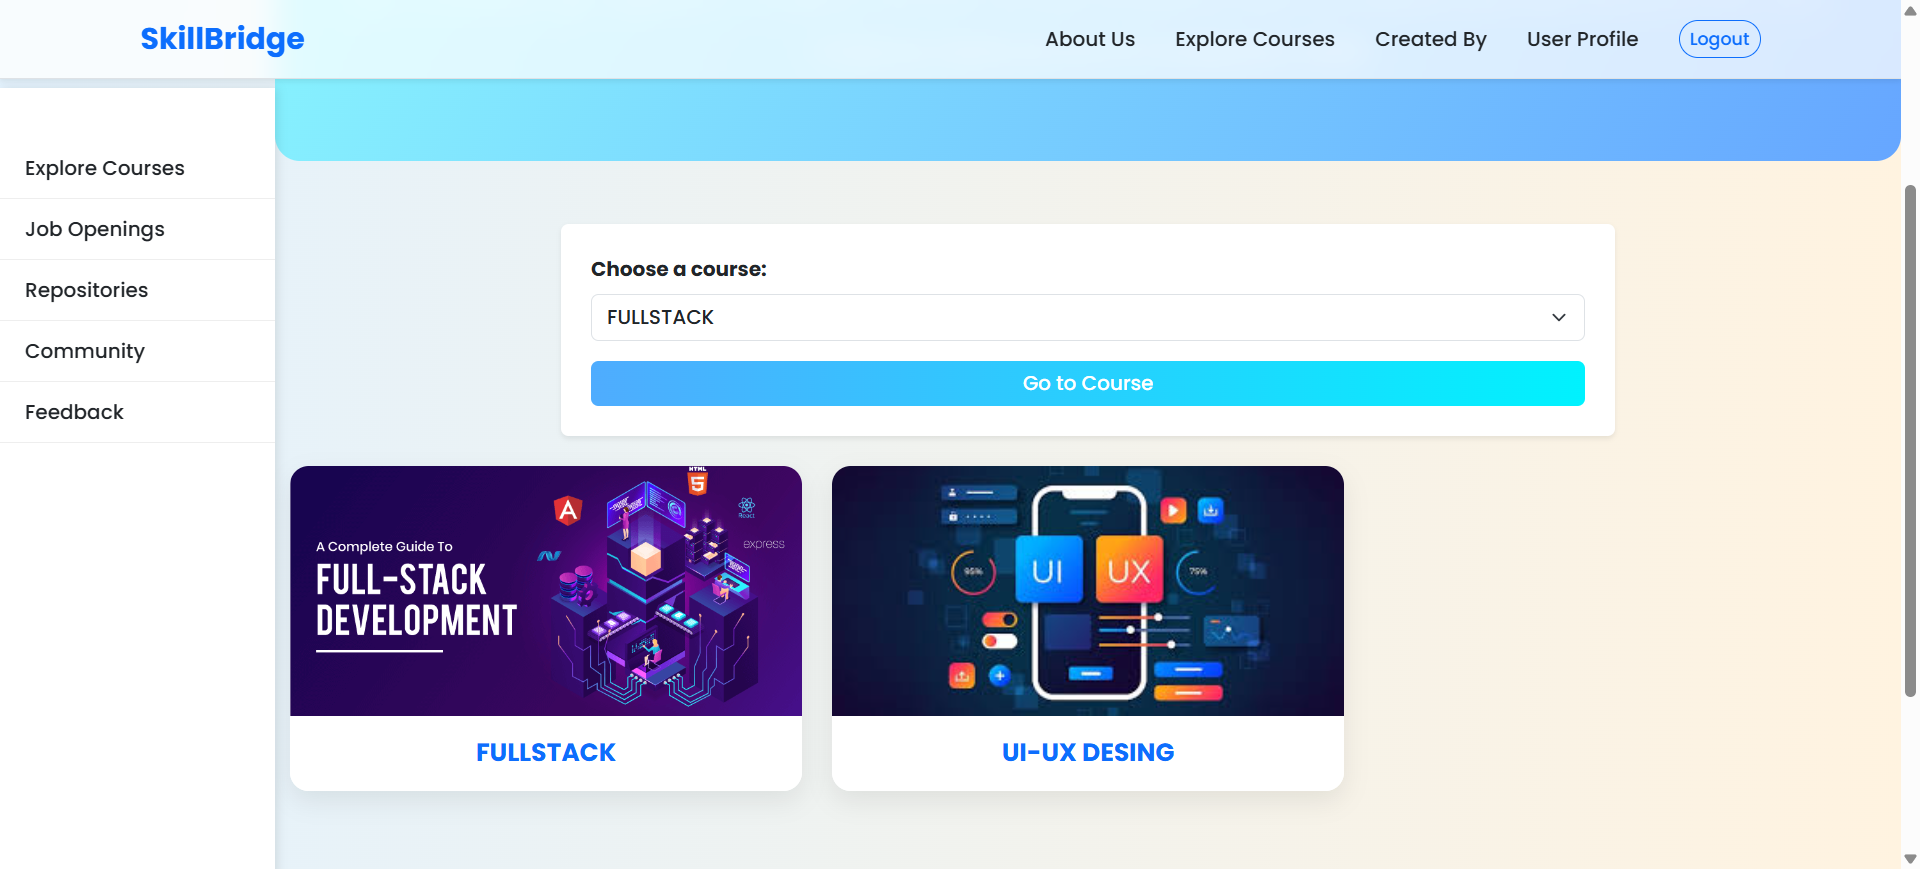 SkillBridge
About Us
Explore Courses
Created By
User Profile
Logout
Explore Courses
Job Openings
Repositories
Community
Feedback
Choose a course:
FULLSTACK
Go to Course
A Complete Guide To
FULL-STACK
DEVELOPMENT
HTML
5
A
React
express
FULLSTACK
UI
UX
95%
75%
UI-UX DESING